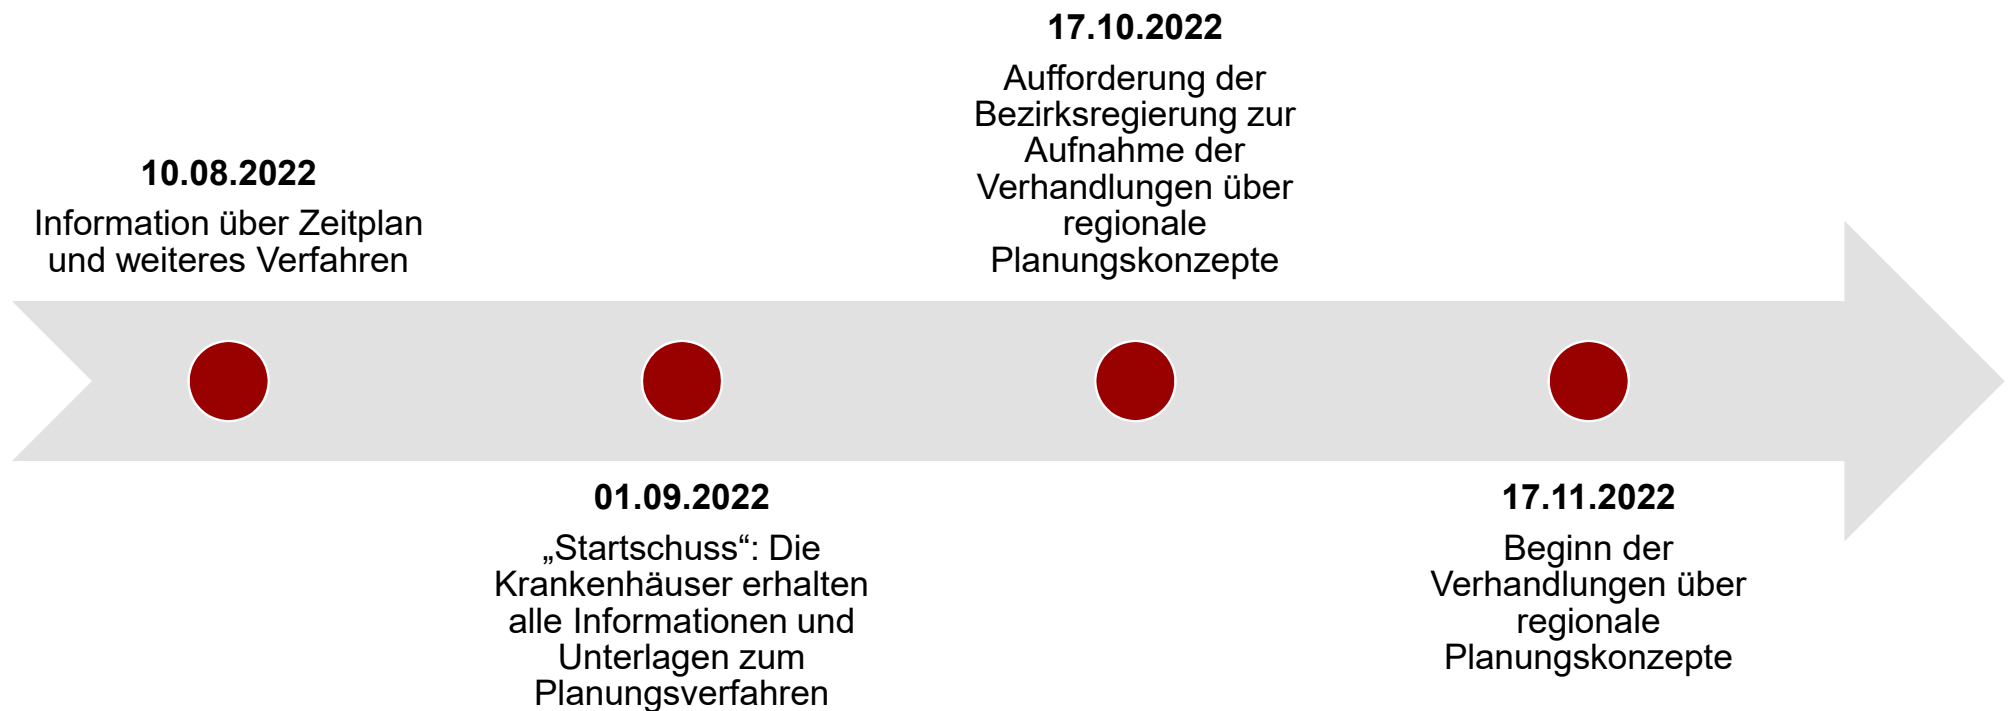 10.08.2022
Information über Zeitplan
und weiteres Verfahren
01.09.2022
„Startschuss“: Die
Krankenhäuser erhalten
alle Informationen und
Unterlagen zum
Planungsverfahren
17.10.2022
Aufforderung der
Bezirksregierung zur
Aufnahme der
Verhandlungen über
regionale
Planungskonzepte
17.11.2022
Beginn der
Verhandlungen über
regionale
Planungskonzepte